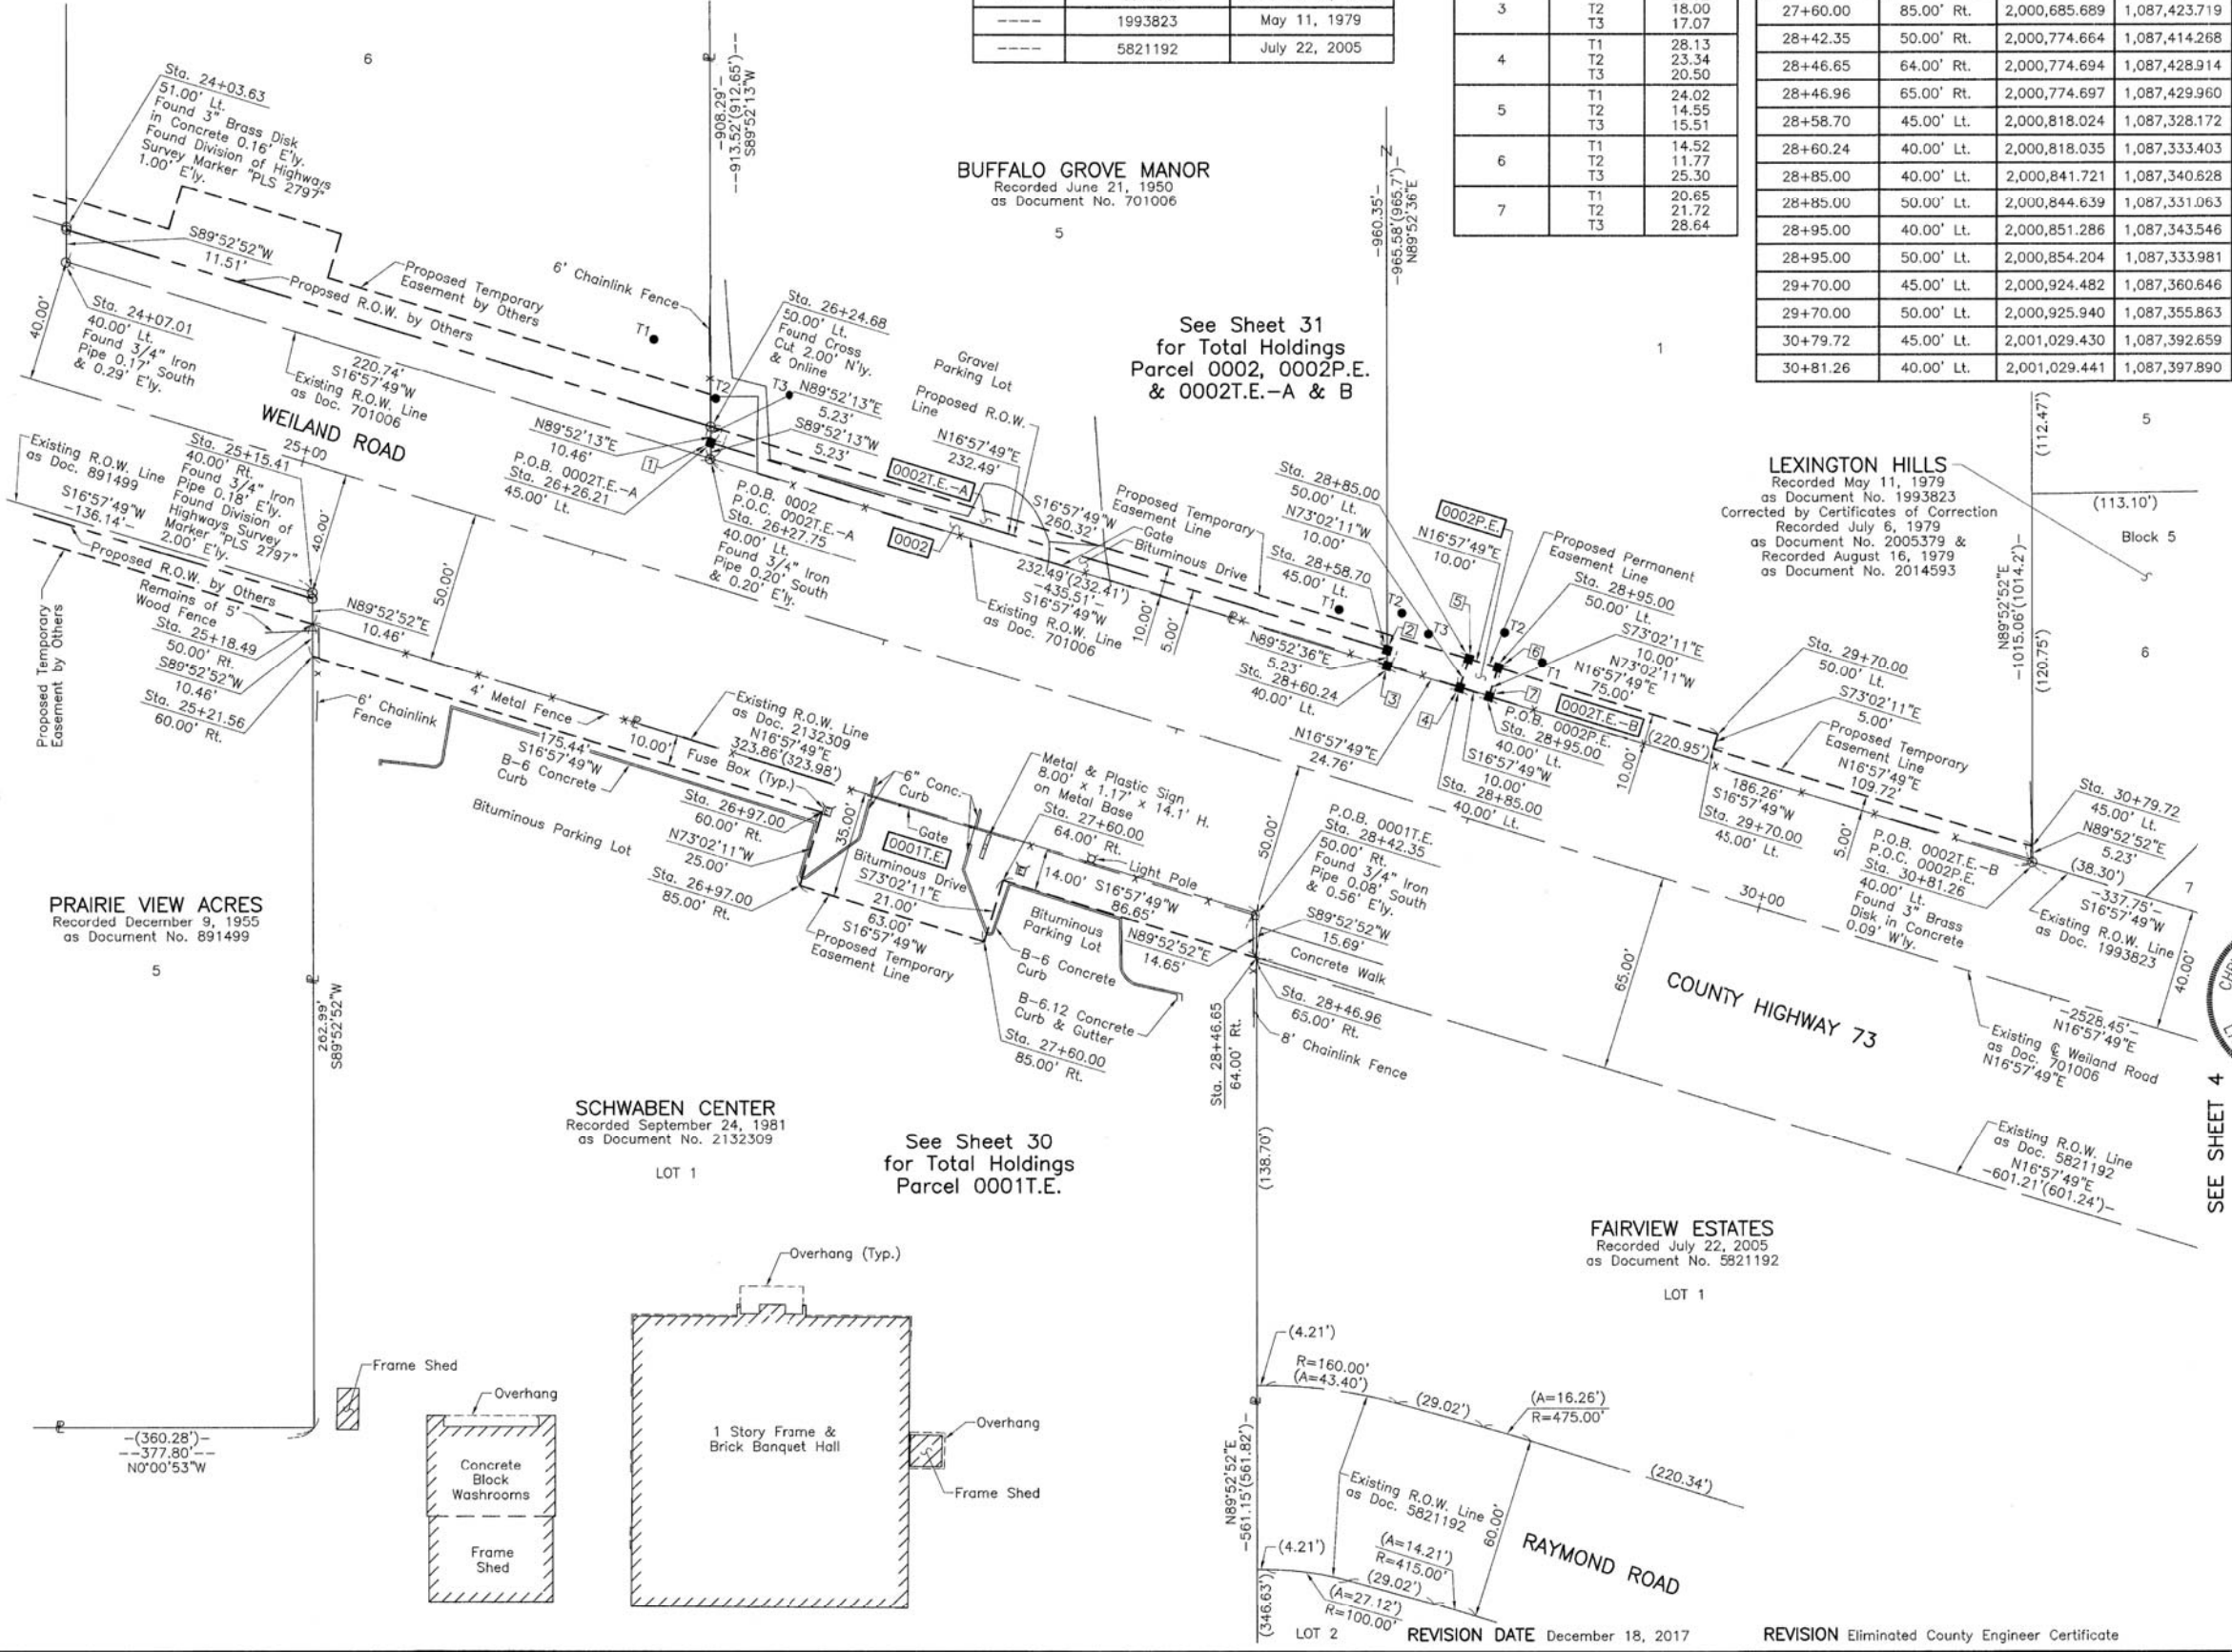 1993823 May 11, 1979
5821192 July 22, 2005
3 T2 18.00
T3 17.07
4 T1 28.13
T2 23.34
T3 20.50
5 T1 24.02
T2 14.55
T3 15.51
6 T1 14.52
T2 11.77
T3 25.30
7 T1 20.65
T2 21.72
T3 28.64
27+60.00 85.00' Rt. 2,000,685.689 1,087,423.719
28+42.35 50.00' Rt. 2,000,774.664 1,087,414.268
28+46.65 64.00' Rt. 2,000,774.694 1,087,428.914
28+46.96 65.00' Rt. 2,000,774.697 1,087,429.960
28+58.70 45.00' Lt. 2,000,818.024 1,087,328.172
28+60.24 40.00' Lt. 2,000,818.035 1,087,333.403
28+85.00 40.00' Lt. 2,000,841.721 1,087,340.628
28+85.00 50.00' Lt. 2,000,844.639 1,087,331.063
28+95.00 40.00' Lt. 2,000,851.286 1,087,343.546
28+95.00 50.00' Lt. 2,000,854.204 1,087,333.981
29+70.00 45.00' Lt. 2,000,924.482 1,087,360.646
29+70.00 50.00' Lt. 2,000,925.940 1,087,355.863
30+79.72 45.00' Lt. 2,001,029.430 1,087,392.659
30+81.26 40.00' Lt. 2,001,029.441 1,087,397.890
6
Sta. 24+03.63
51.00' Lt.
Found 3" Brass Disk
in Concrete 0.16' E'ly.
Found Division of Highways
Survey Marker "PLS 2797"
1.00' E'ly.
-908.29'-
--913.52'(912.65')--
S89°52'13"W
BUFFALO GROVE MANOR
Recorded June 21, 1950
as Document No. 701006
5
-960.35'-
-965.58'(965.7')-
N89°52'36"E
S89°52'52"W
11.51'
Proposed Temporary
Easement by Others
Proposed R.O.W. by Others
6' Chainlink Fence
T1
40.00'
Sta. 24+07.01
40.00' Lt.
Found 3/4" Iron
Pipe 0.17' South
& 0.29' E'ly.
220.74'
S16°57'49"W
Existing R.O.W. Line
as Doc. 701006
WEILAND ROAD
25+00
Sta. 26+24.68
50.00' Lt.
Found Cross
Cut 2.00' N'ly.
& Online
T2
T3
N89°52'13"E
5.23'
S89°52'13"W
5.23'
N89°52'13"E
10.46'
P.O.B. 0002T.E.-A
Sta. 26+26.21
45.00' Lt.
1
P.O.B. 0002
P.O.C. 0002T.E.-A
Sta. 26+27.75
40.00' Lt.
Found 3/4" Iron
Pipe 0.20' South
& 0.20' E'ly.
Gravel
Parking Lot
Proposed R.O.W.
Line
N16°57'49"E
232.49'
0002T.E.-A
0002
See Sheet 31
for Total Holdings
Parcel 0002, 0002P.E.
& 0002T.E.-A & B
1
S16°57'49"W
260.32'
Proposed Temporary
Easement Line
Gate
Bituminous Drive
232.49'(232.41')
-435.51'-
S16°57'49"W
Existing R.O.W. Line
as Doc. 701006
10.00'
5.00'
Sta. 28+85.00
50.00' Lt.
N73°02'11"W
10.00'
Sta. 28+58.70
45.00' Lt.
T1
T2
T3
2
N89°52'36"E
5.23'
Sta. 28+60.24
40.00' Lt.
3
0002P.E.
N16°57'49"E
10.00'
Proposed Permanent
Easement Line
Sta. 28+95.00
50.00' Lt.
5
T2
S73°02'11"E
10.00'
N73°02'11"W
6
T1
N16°57'49"E
75.00'
7
4
0002T.E.-B
P.O.B. 0002P.E.
Sta. 28+95.00
40.00' Lt.
S16°57'49"W
10.00'
Sta. 28+85.00
40.00' Lt.
N16°57'49"E
24.76'
(220.95')
10.00'
Sta. 29+70.00
50.00' Lt.
S73°02'11"E
5.00'
Proposed Temporary
Easement Line
N16°57'49"E
109.72'
186.26'
S16°57'49"W
Sta. 29+70.00
45.00' Lt.
5.00'
LEXINGTON HILLS
Recorded May 11, 1979
as Document No. 1993823
Corrected by Certificates of Correction
Recorded July 6, 1979
as Document No. 2005379 &
Recorded August 16, 1979
as Document No. 2014593
(112.47')
5
(113.10')
Block 5
N89°52'52"E
-1015.06'(1014.2')-
(120.75')
6
Sta. 30+79.72
45.00' Lt.
N89°52'52"E
5.23'
(38.30')
7
P.O.B. 0002T.E.-B
P.O.C. 0002P.E.
Sta. 30+81.26
40.00' Lt.
Found 3" Brass
Disk in Concrete
0.09' W'ly.
-337.75'-
S16°57'49"W
Existing R.O.W. Line
as Doc. 1993823
40.00'
Existing R.O.W. Line
as Doc. 891499
S16°57'49"W
-136.14'-
Proposed R.O.W. by Others
Proposed Temporary
Easement by Others
Sta. 25+15.41
40.00' Rt.
Found 3/4" Iron
Pipe 0.18' E'ly.
Found Division of
Highways Survey
Marker "PLS 2797"
2.00' E'ly.
40.00'
50.00'
Remains of 5'
Wood Fence
Sta. 25+18.49
50.00' Rt.
S89°52'52"W
10.46'
Sta. 25+21.56
60.00' Rt.
N89°52'52"E
10.46'
6' Chainlink
Fence
4' Metal Fence
175.44'
S16°57'49"W
B-6 Concrete
Curb
Bituminous Parking Lot
10.00'
Existing R.O.W. Line
as Doc. 2132309
N16°57'49"E
323.86'(323.98')
Fuse Box (Typ.)
Sta. 26+97.00
60.00' Rt.
N73°02'11"W
25.00'
Sta. 26+97.00
85.00' Rt.
35.00'
6" Conc.
Curb
Gate
0001T.E.
Bituminous Drive
S73°02'11"E
21.00'
63.00'
S16°57'49"W
Proposed Temporary
Easement Line
Metal & Plastic Sign
8.00' x 1.17' x 14.1' H.
on Metal Base
Sta. 27+60.00
64.00' Rt.
Light Pole
14.00'
S16°57'49"W
86.65'
Bituminous
Parking Lot
N89°52'52"E
14.65'
B-6 Concrete
Curb
B-6.12 Concrete
Curb & Gutter
Sta. 27+60.00
85.00' Rt.
50.00'
P.O.B. 0001T.E.
Sta. 28+42.35
50.00' Rt.
Found 3/4" Iron
Pipe 0.08' South
& 0.56' E'ly.
S89°52'52"W
15.69'
Concrete Walk
Sta. 28+46.96
65.00' Rt.
8' Chainlink Fence
Sta. 28+46.65
64.00' Rt.
65.00'
30+00
COUNTY HIGHWAY 73
-2528.45'-
N16°57'49"E
Existing ℄ Weiland Road
as Doc. 701006
N16°57'49"E
Existing R.O.W. Line
as Doc. 5821192
N16°57'49"E
-601.21'(601.24')-
SEE SHEET 4
PRAIRIE VIEW ACRES
Recorded December 9, 1955
as Document No. 891499
5
262.99'
S89°52'52"W
SCHWABEN CENTER
Recorded September 24, 1981
as Document No. 2132309
LOT 1
See Sheet 30
for Total Holdings
Parcel 0001T.E.
(138.70')
FAIRVIEW ESTATES
Recorded July 22, 2005
as Document No. 5821192
LOT 1
Overhang (Typ.)
Frame Shed
Overhang
Concrete
Block
Washrooms
Frame
Shed
1 Story Frame &
Brick Banquet Hall
Overhang
Frame Shed
-(360.28')-
--377.80'--
N0°00'53"W
(4.21')
R=160.00'
(A=43.40')
(29.02')
(A=16.26')
R=475.00'
(220.34')
N89°52'52"E
-561.15'(561.82')-
Existing R.O.W. Line
as Doc. 5821192
60.00'
RAYMOND ROAD
(4.21')
(A=14.21')
R=415.00'
(29.02')
(A=27.12')
R=100.00'
(346.63')
LOT 2
REVISION DATE December 18, 2017
REVISION Eliminated County Engineer Certificate